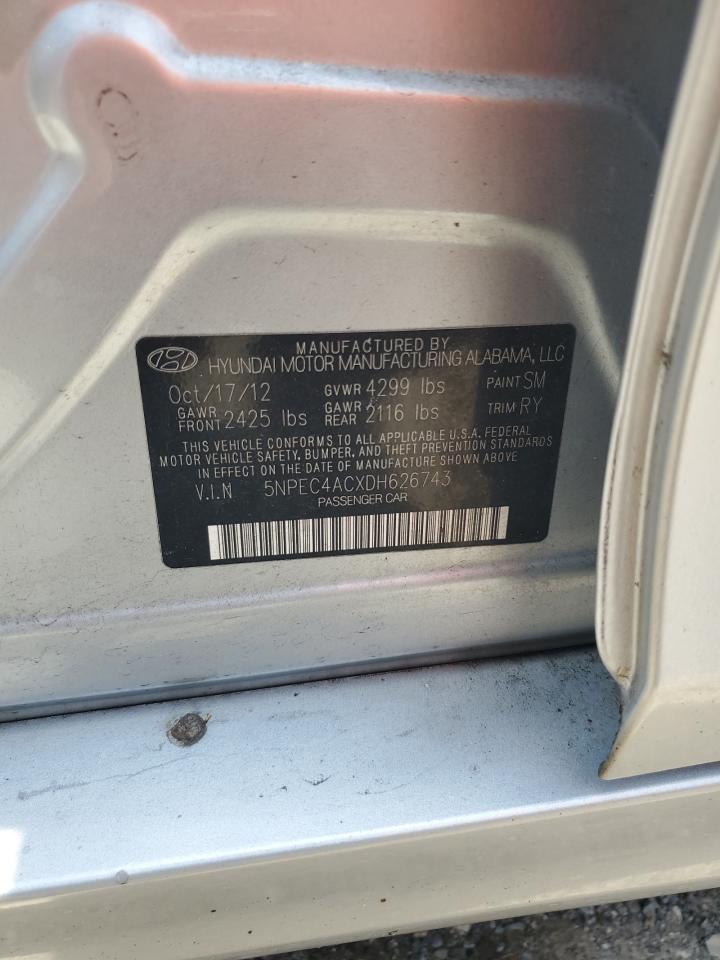 MANUFACTURED BY
HYUNDAI MOTOR MANUFACTURING ALABAMA, LLC
Oct/17/12 GVWR 4299 lbs PAINT SM
GAWR FRONT 2425 lbs GAWR REAR 2116 lbs TRIM RY
THIS VEHICLE CONFORMS TO ALL APPLICABLE U.S.A. FEDERAL
MOTOR VEHICLE SAFETY, BUMPER, AND THEFT PREVENTION STANDARDS
IN EFFECT ON THE DATE OF MANUFACTURE SHOWN ABOVE
V.I.N 5NPEC4ACXDH626743
PASSENGER CAR